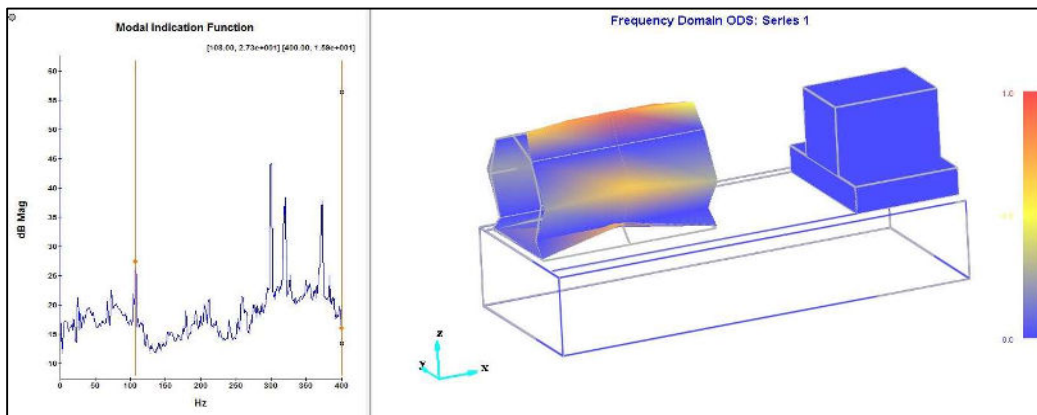 Modal Indication Function
[108.00, 2.73e+001] [400.00, 1.59e+001]
60
55
50
45
40
35
30
25
20
15
10
dB Mag
0 50 100 150 200 250 300 350 400
Hz
Frequency Domain ODS: Series 1
1.0
0.0
z
y
x